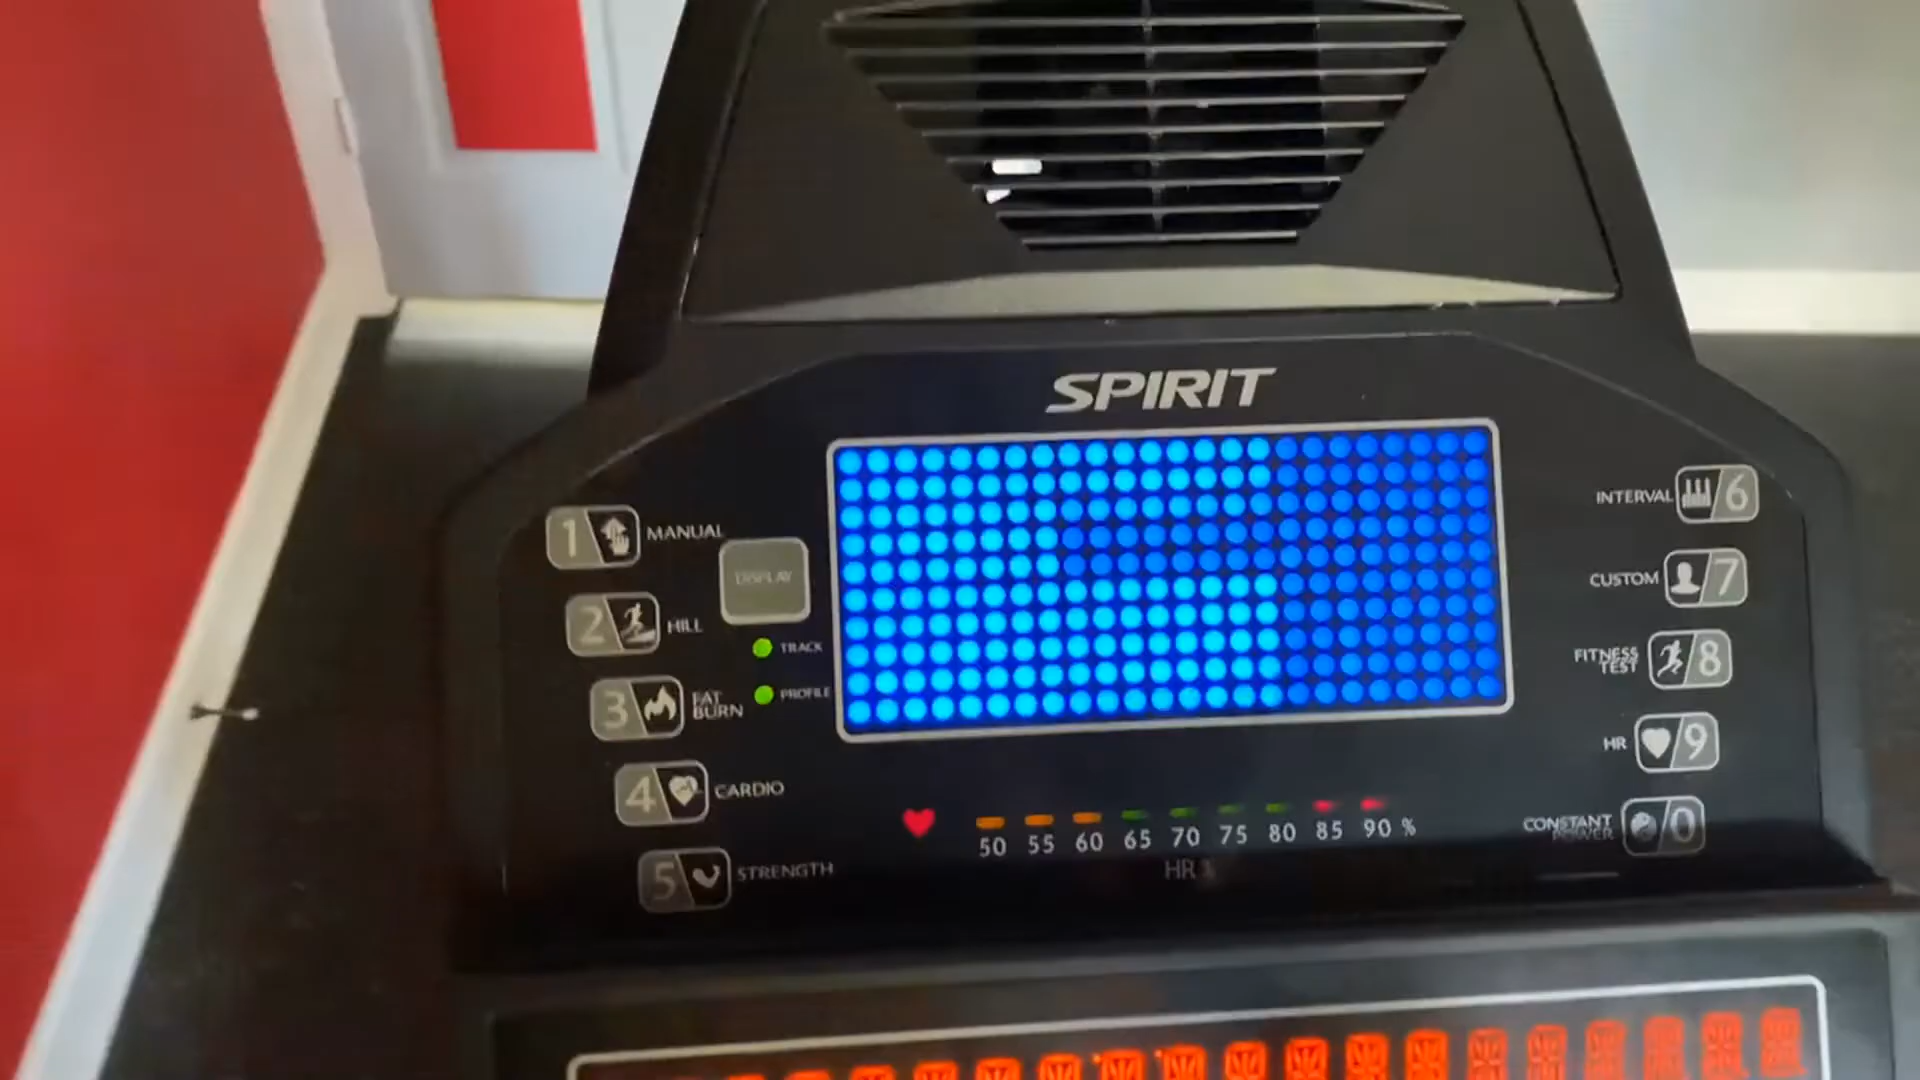 SPIRIT
1 MANUAL
DISPLAY
2 HILL
TRACK
3 FAT BURN
PROFILE
4 CARDIO
5 STRENGTH
INTERVAL 6
CUSTOM 7
FITNESS TEST 8
HR 9
CONSTANT POWER 0
50 55 60 65 70 75 80 85 90 %
HR %